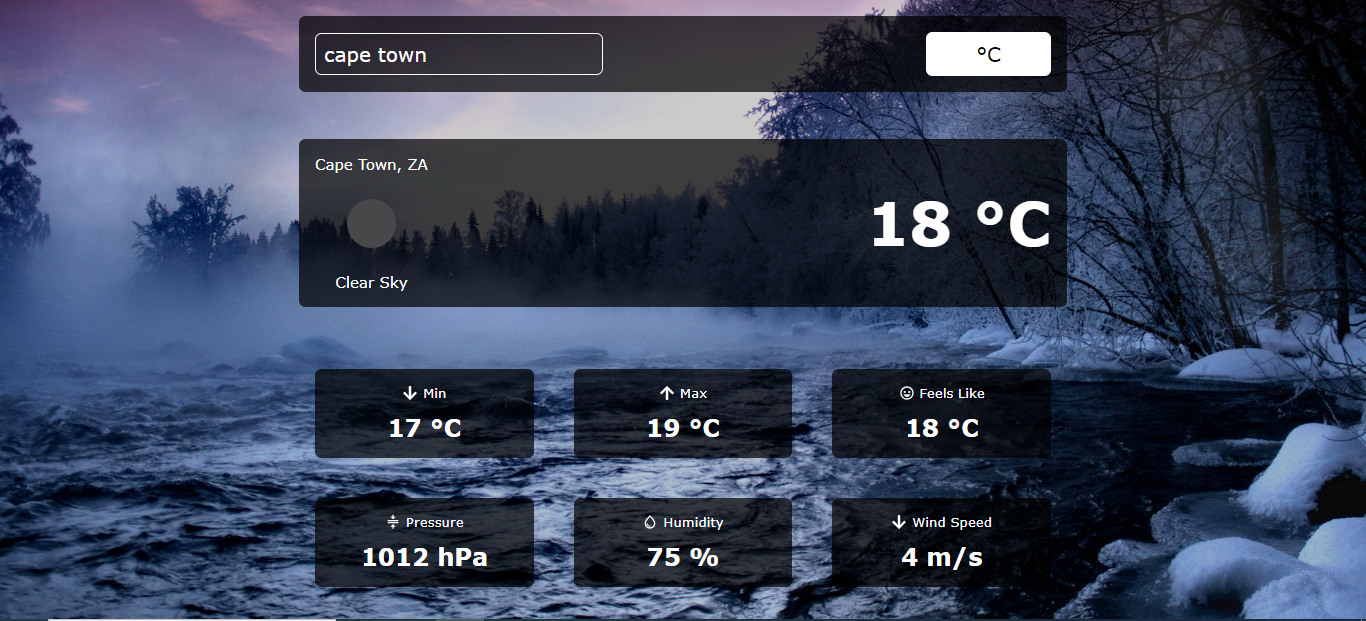 cape town
°C
Cape Town, ZA
18 °C
Clear Sky
Min
17 °C
Max
19 °C
Feels Like
18 °C
Pressure
1012 hPa
Humidity
75 %
Wind Speed
4 m/s